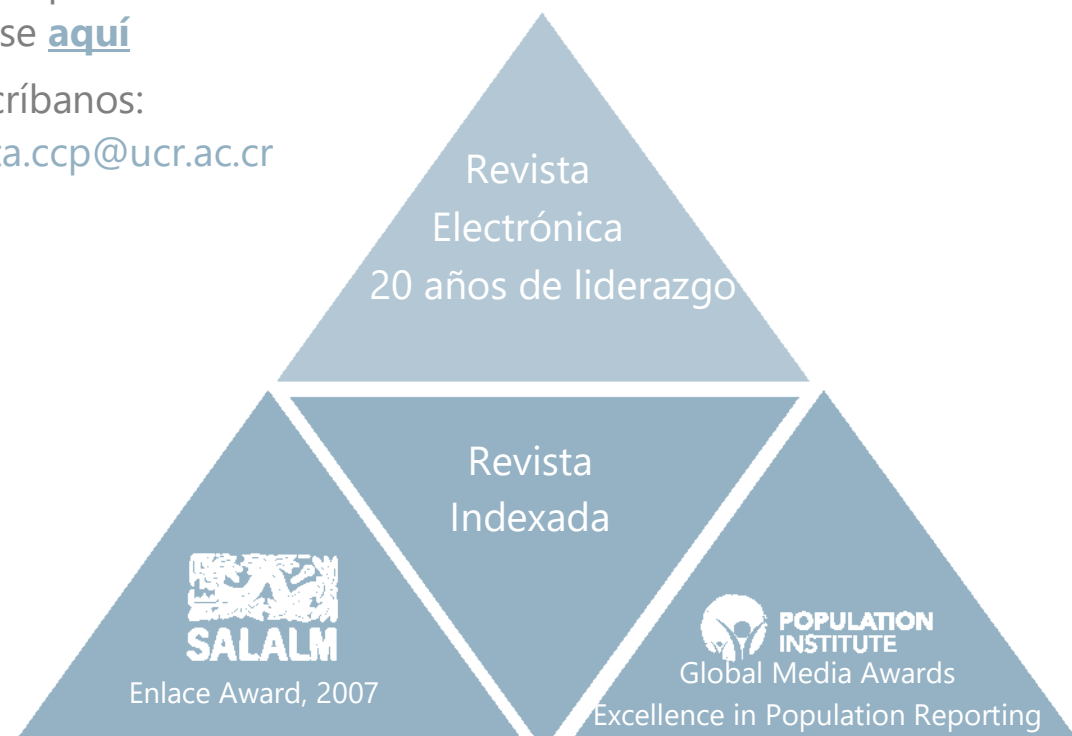 se aquí
críbanos:
ta.ccp@ucr.ac.cr
Revista
Electrónica
20 años de liderazgo
Revista
Indexada
SALALM
Enlace Award, 2007
POPULATION
INSTITUTE
Global Media Awards
Excellence in Population Reporting